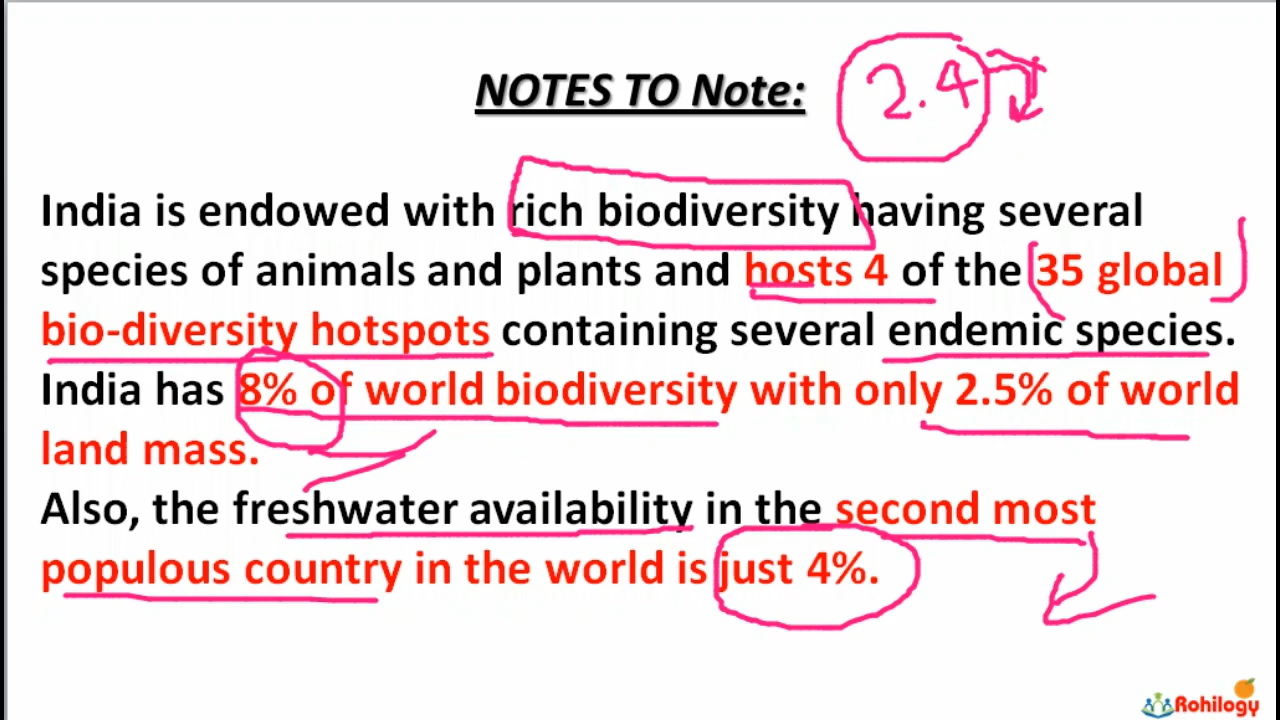 NOTES TO Note:
2.4
India is endowed with rich biodiversity having several
species of animals and plants and hosts 4 of the 35 global
bio-diversity hotspots containing several endemic species.
India has 8% of world biodiversity with only 2.5% of world
land mass.
Also, the freshwater availability in the second most
populous country in the world is just 4%.
Rohilogy